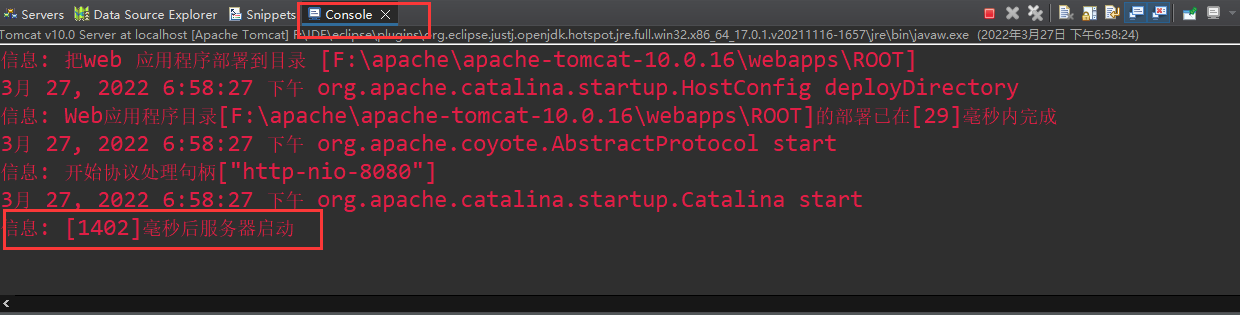 Servers Data Source Explorer Snippets Console
Tomcat v10.0 Server at localhost [Apache Tomcat] F:\IDE\eclipse\plugins\org.eclipse.justj.openjdk.hotspot.jre.full.win32.x86_64_17.0.1.v20211116-1657\jre\bin\javaw.exe (2022年3月27日 下午6:58:24)
信息: 把web 应用程序部署到目录 [F:\apache\apache-tomcat-10.0.16\webapps\ROOT]
3月 27, 2022 6:58:27 下午 org.apache.catalina.startup.HostConfig deployDirectory
信息: Web应用程序目录[F:\apache\apache-tomcat-10.0.16\webapps\ROOT]的部署已在[29]毫秒内完成
3月 27, 2022 6:58:27 下午 org.apache.coyote.AbstractProtocol start
信息: 开始协议处理句柄["http-nio-8080"]
3月 27, 2022 6:58:27 下午 org.apache.catalina.startup.Catalina start
信息: [1402]毫秒后服务器启动